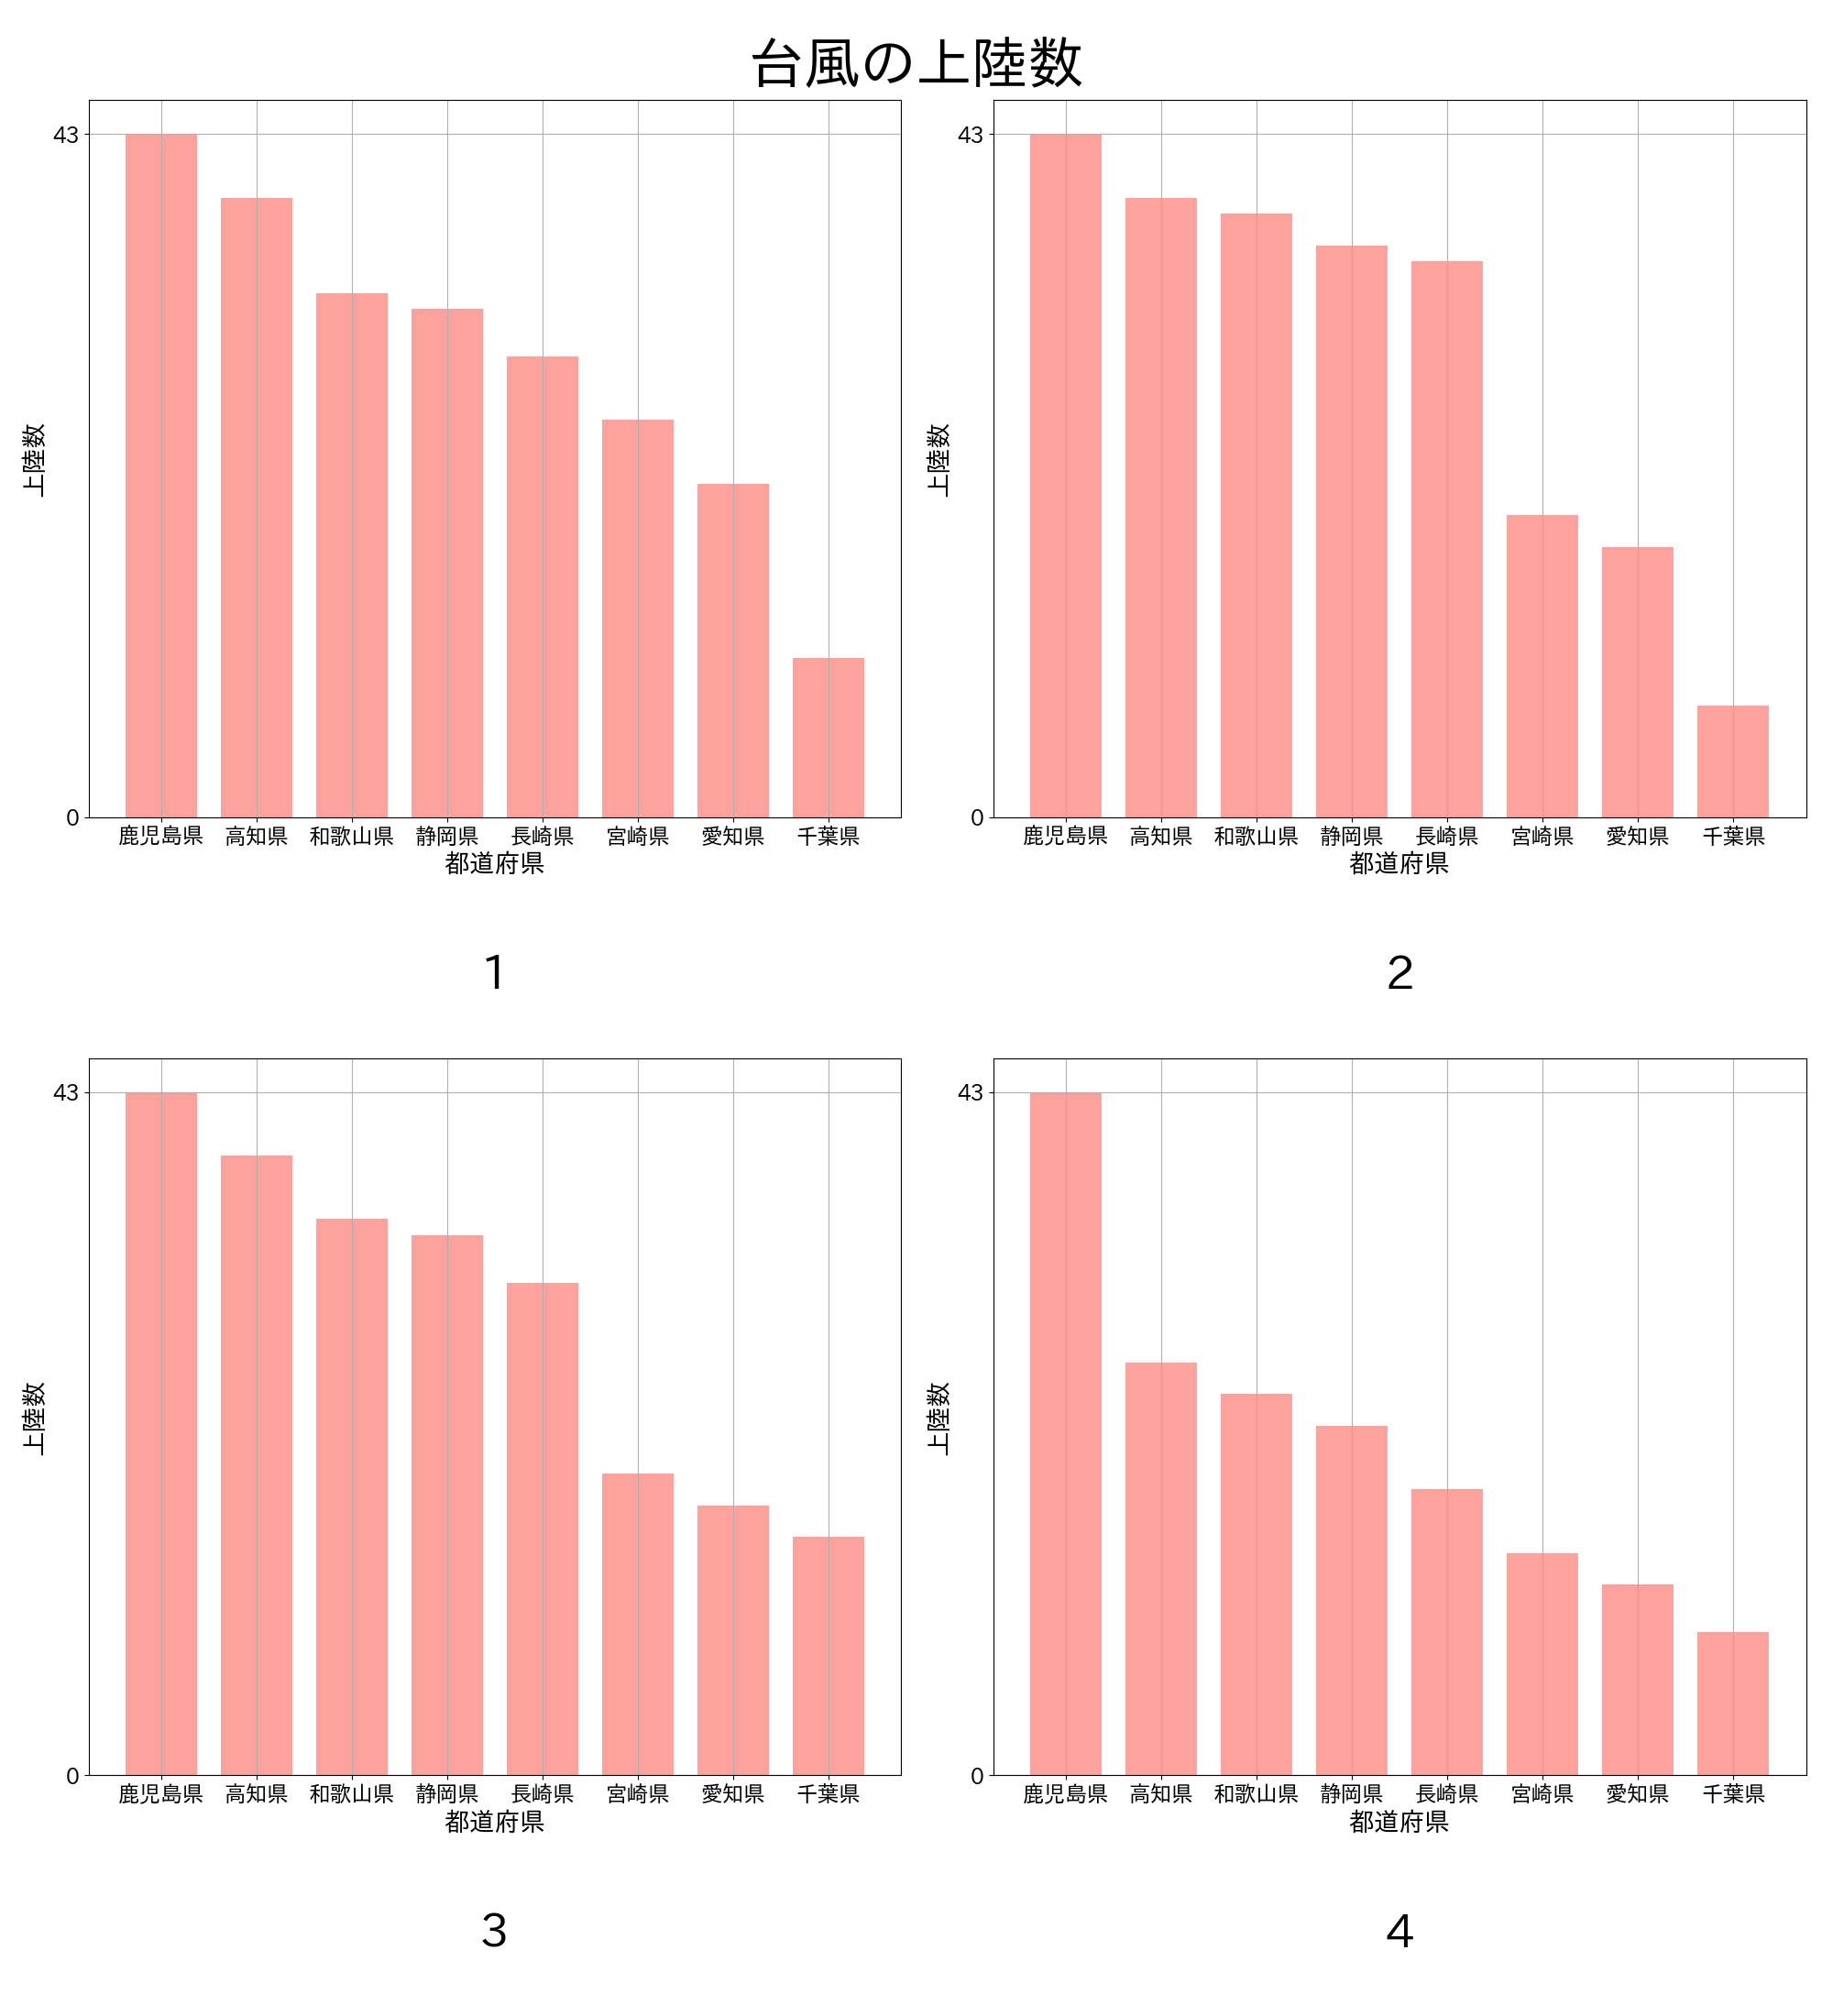 台風の上陸数
43
0
上陸数
鹿児島県 高知県 和歌山県 静岡県 長崎県 宮崎県 愛知県 千葉県
都道府県
1
43
0
上陸数
鹿児島県 高知県 和歌山県 静岡県 長崎県 宮崎県 愛知県 千葉県
都道府県
2
43
0
上陸数
鹿児島県 高知県 和歌山県 静岡県 長崎県 宮崎県 愛知県 千葉県
都道府県
3
43
0
上陸数
鹿児島県 高知県 和歌山県 静岡県 長崎県 宮崎県 愛知県 千葉県
都道府県
4